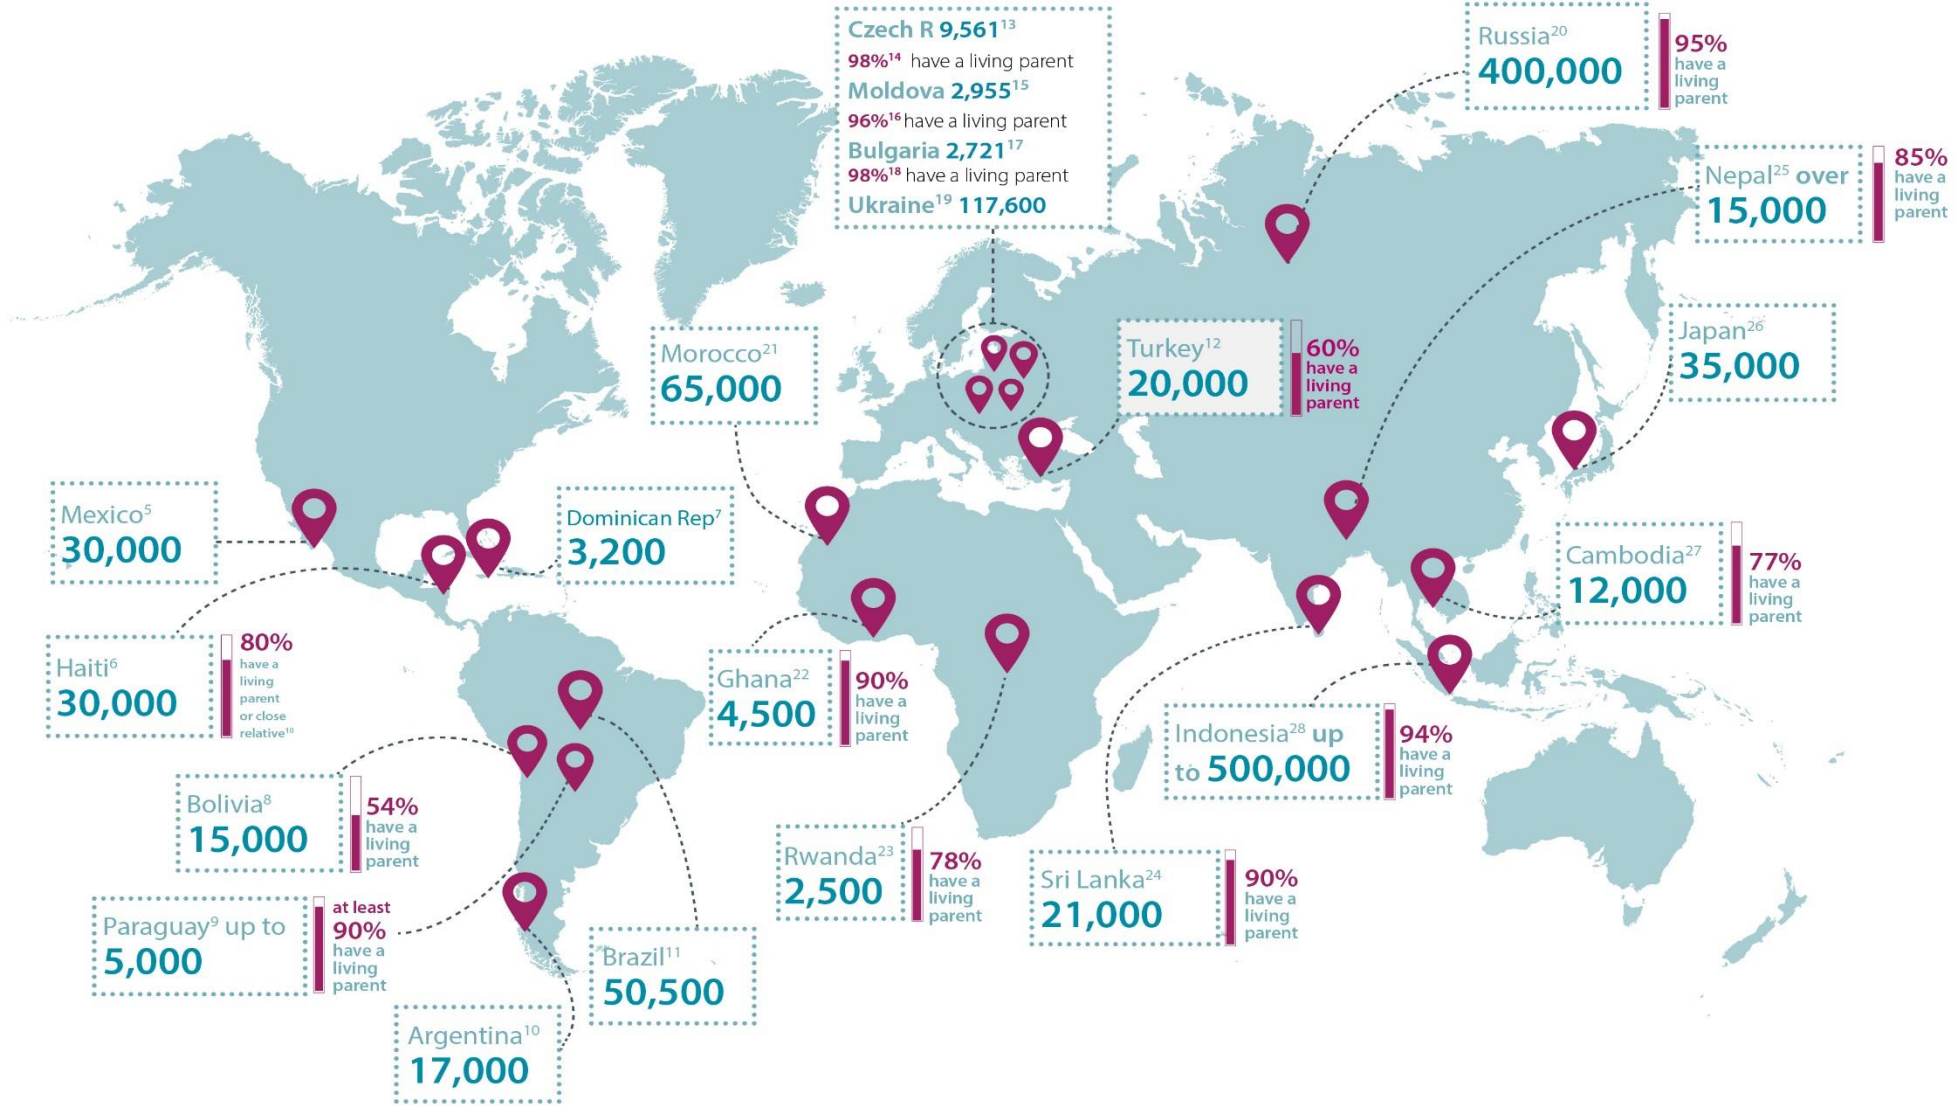 Czech R 9,561¹³
98%¹⁴ have a living parent
Moldova 2,955¹⁵
96%¹⁶ have a living parent
Bulgaria 2,721¹⁷
98%¹⁸ have a living parent
Ukraine¹⁹ 117,600
Russia²⁰
400,000
95%
have a
living
parent
Nepal²⁵ over
15,000
85%
have a
living
parent
Morocco²¹
65,000
Turkey¹²
20,000
60%
have a
living
parent
Japan²⁶
35,000
Mexico⁵
30,000
Dominican Rep⁷
3,200
Cambodia²⁷
12,000
77%
have a
living
parent
Haiti⁶
30,000
80%
have a
living
parent
or close
relative¹⁰
Ghana²²
4,500
90%
have a
living
parent
Indonesia²⁸ up
to 500,000
94%
have a
living
parent
Bolivia⁸
15,000
54%
have a
living
parent
Rwanda²³
2,500
78%
have a
living
parent
Sri Lanka²⁴
21,000
90%
have a
living
parent
Paraguay⁹ up to
5,000
at least
90%
have a
living
parent
Brazil¹¹
50,500
Argentina¹⁰
17,000